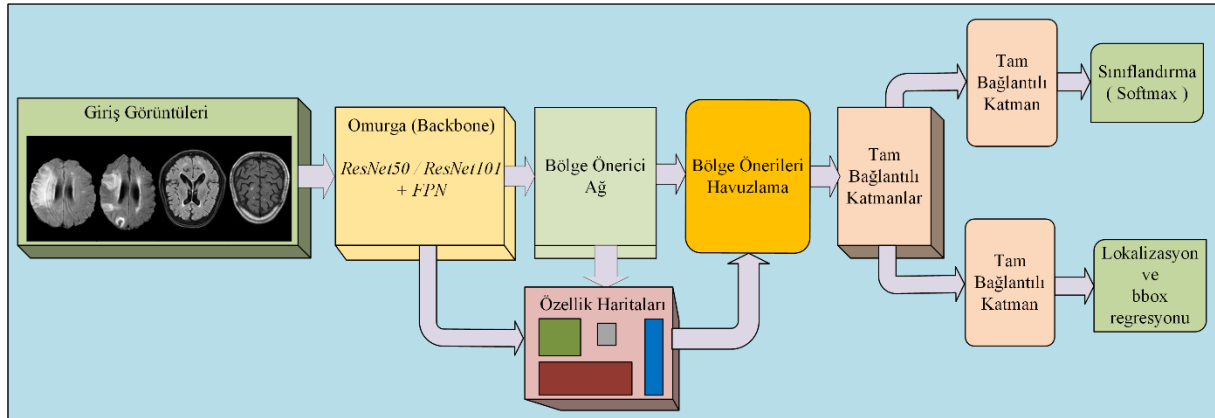 Giriş Görüntüleri
Omurga (Backbone)
ResNet50 / ResNet101
+ FPN
Bölge Önerici
Ağ
Bölge Önerileri
Havuzlama
Tam
Bağlantılı
Katmanlar
Tam
Bağlantılı
Katman
Sınıflandırma
( Softmax )
Tam
Bağlantılı
Katman
Lokalizasyon
ve
bbox
regresyonu
Özellik Haritaları